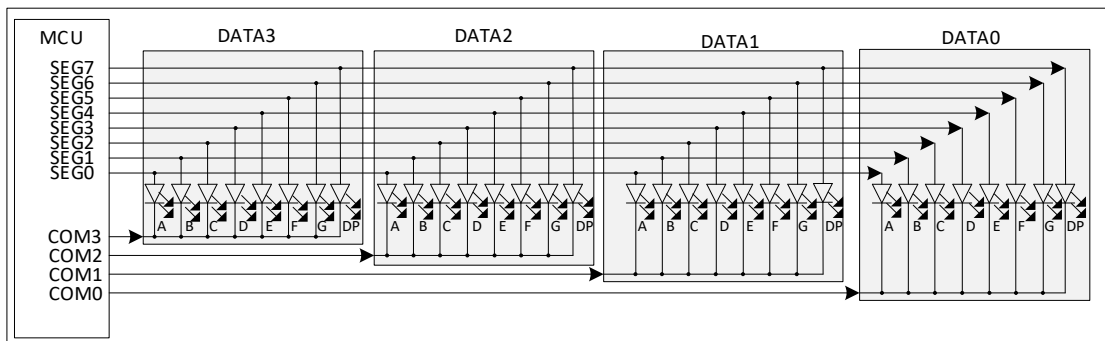 MCU
DATA3
DATA2
DATA1
DATA0
SEG7
SEG6
SEG5
SEG4
SEG3
SEG2
SEG1
SEG0
A B C D E F G DP
A B C D E F G DP
A B C D E F G DP
A B C D E F G DP
COM3
COM2
COM1
COM0